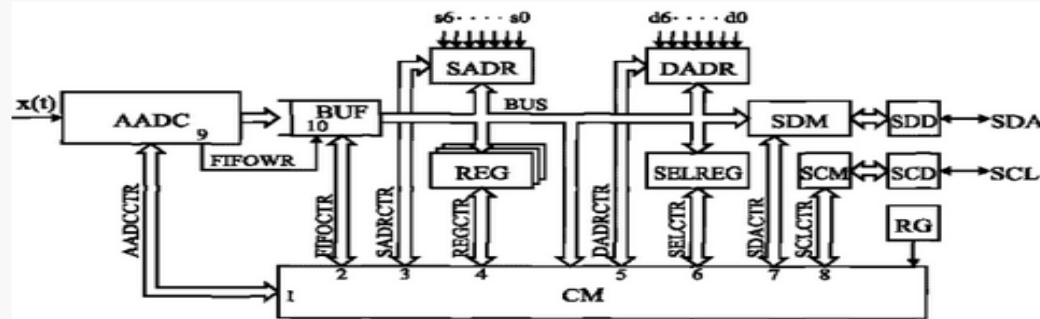 s6 · · · · · s0
d6 · · · · · d0
SADR
DADR
x(t)
AADC
9
BUF
10
BUS
SDM
SDD
SDA
FIFOWR
REG
SELREG
SCM
SCD
SCL
AADCCTR
FIFOCTR
SADRCTR
REGCTR
DADRCTR
SELCTR
SDACTR
SCLCTR
RG
1
2
3
4
5
6
7
8
CM